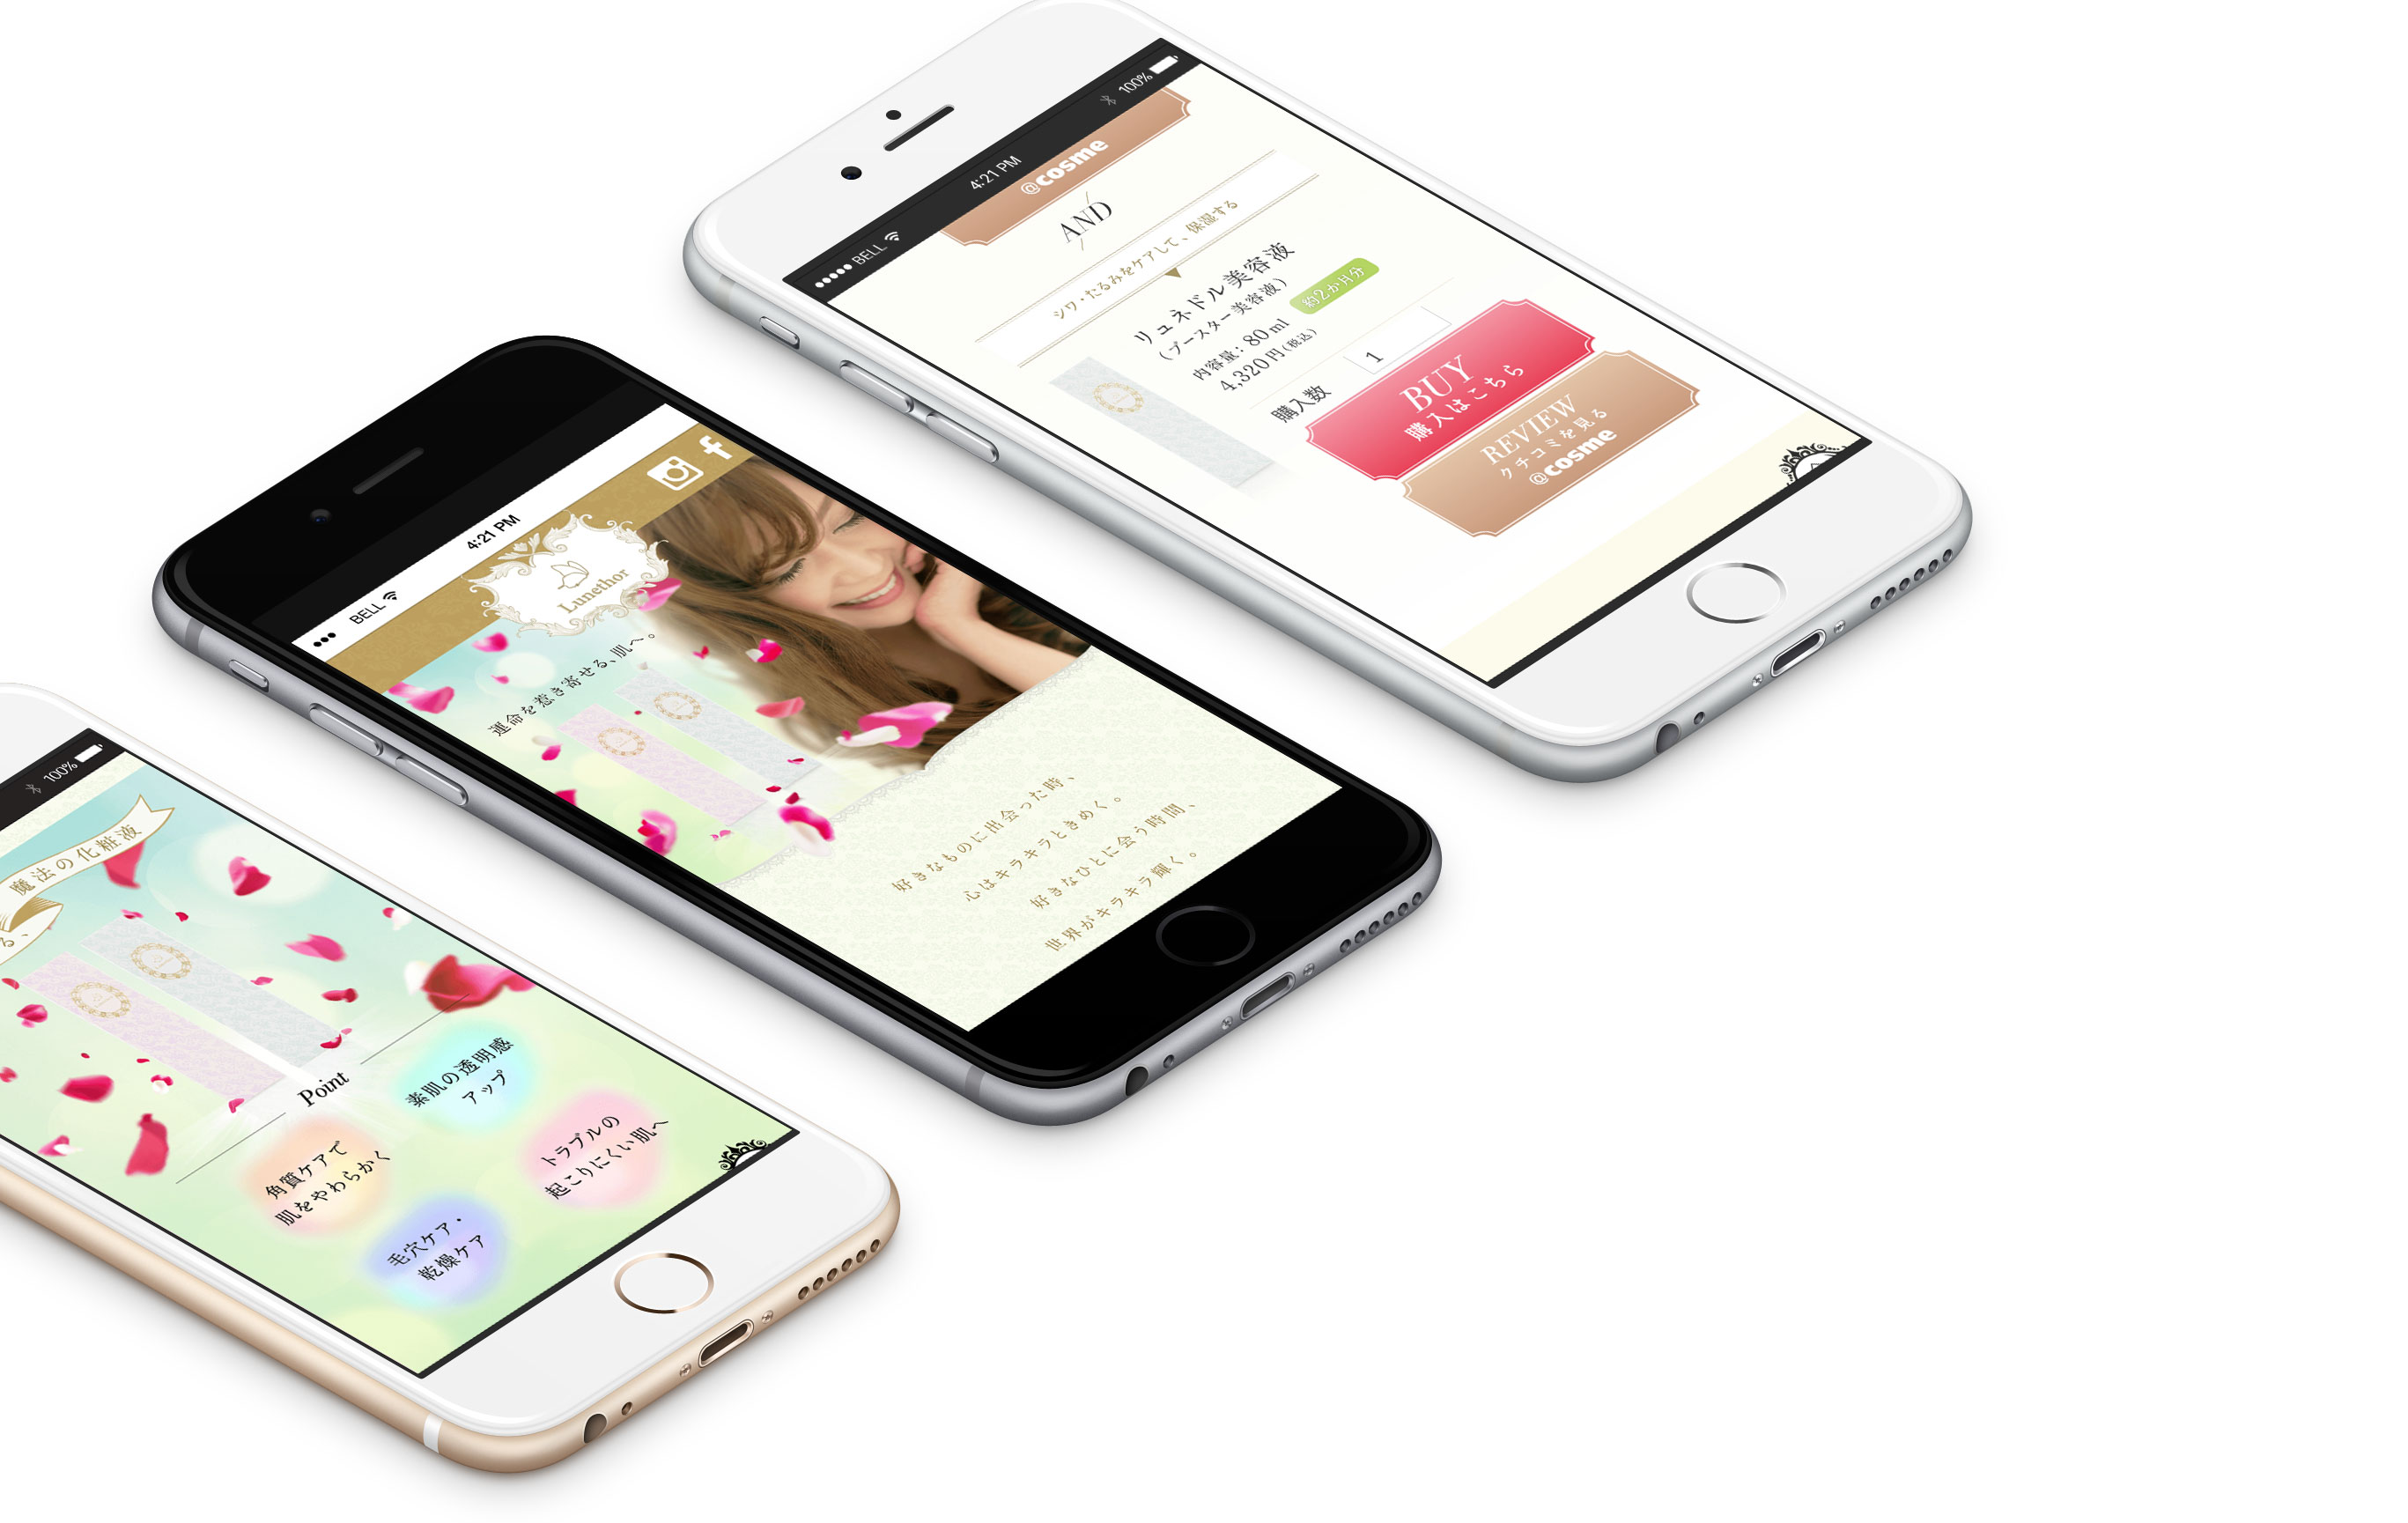 BELL
4:21 PM
100%
@cosme
AND
シワ・たるみをケアして、保湿する
リュネドル美容液
(ブースター美容液)
内容量:80ml
4,320円(税込)
約2か月分
購入数
1
BUY
購入はこちら
REVIEW
クチコミを見る
@cosme
BELL
4:21 PM
Lunethor
運命を惹き寄せる、肌へ。
好きなものに出会った時、
心はキラキラときめく。
好きなひとに会う時間、
世界がキラキラ輝く。
100%
魔法の化粧液
る、
Point
角質ケアで
肌をやわらかく
素肌の透明感
アップ
毛穴ケア・
乾燥ケア
トラブルの
起こりにくい肌へ